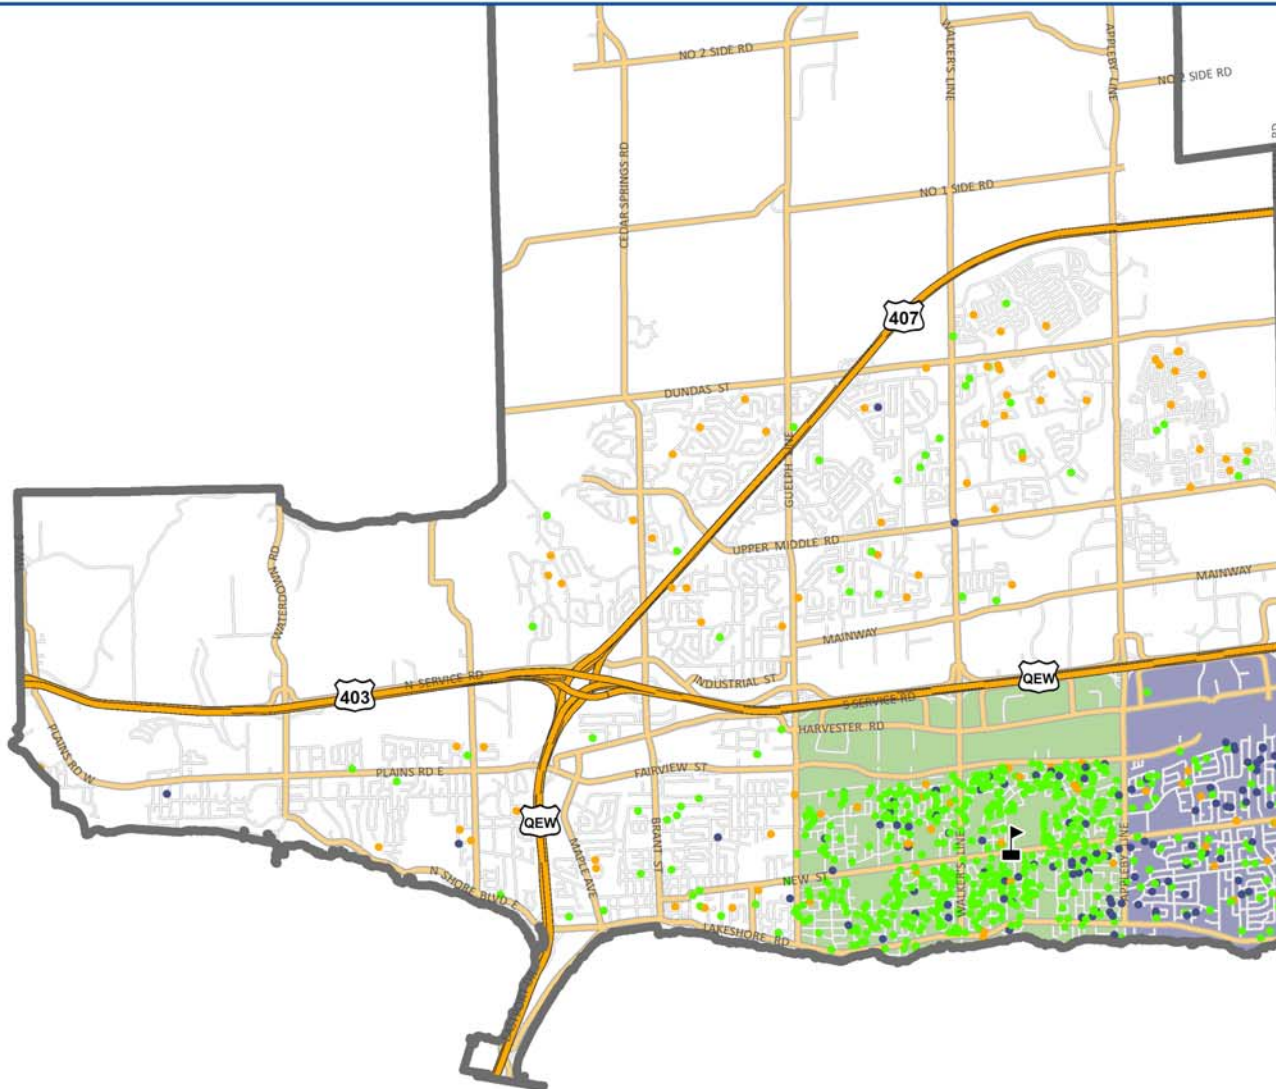 NO 2 SIDE RD
WALKER'S LINE
APPLEBY LINE
NO 2 SIDE RD
CEDAR SPRINGS RD
NO 1 SIDE RD
407
DUNDAS ST
GUELPH LINE
UPPER MIDDLE RD
WATERDOWN RD
MAINWAY
MAINWAY
N SERVICE RD
403
INDUSTRIAL ST
QEW
S SERVICE RD
HARVESTER RD
PLAINS RD W
PLAINS RD E
FAIRVIEW ST
QEW
BRANT ST
MAPLE AVE
WALKER'S LINE
APPLEBY LINE
NEW ST
N SHORE BLVD E
LAKESHORE RD